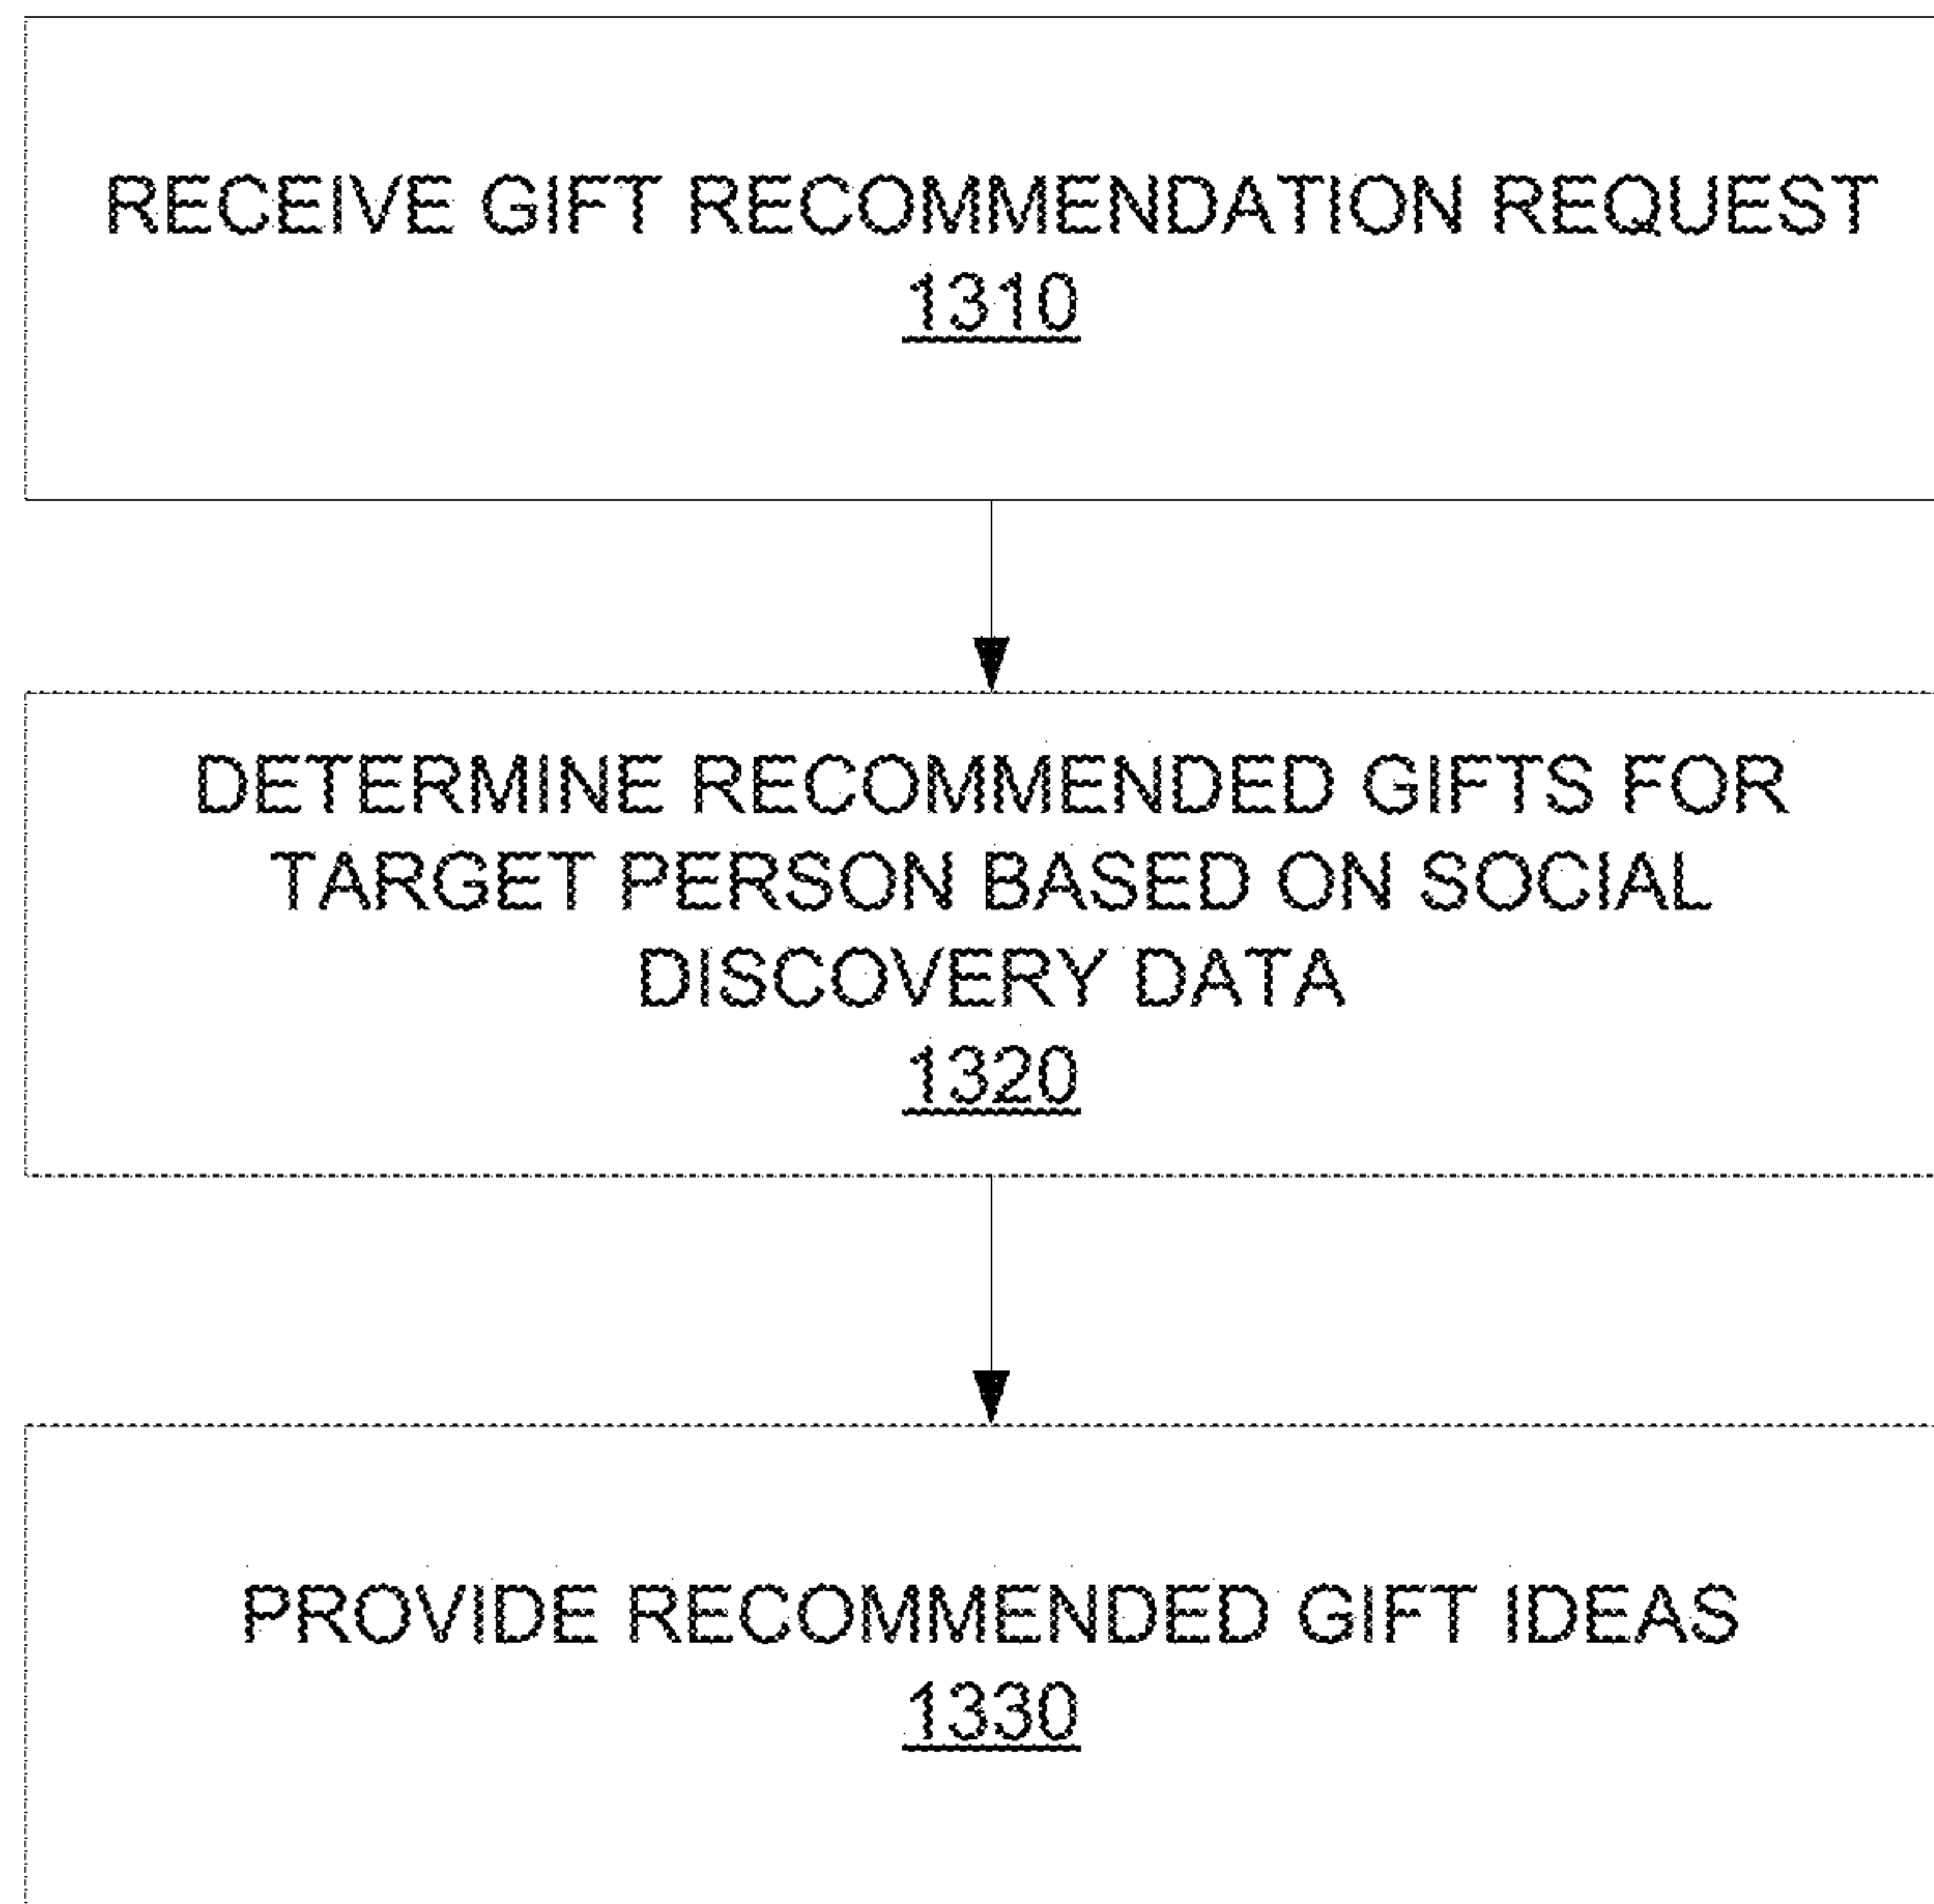 RECEIVE GIFT RECOMMENDATION REQUEST
1310
DETERMINE RECOMMENDED GIFTS FOR
TARGET PERSON BASED ON SOCIAL
DISCOVERY DATA
1320
PROVIDE RECOMMENDED GIFT IDEAS
1330